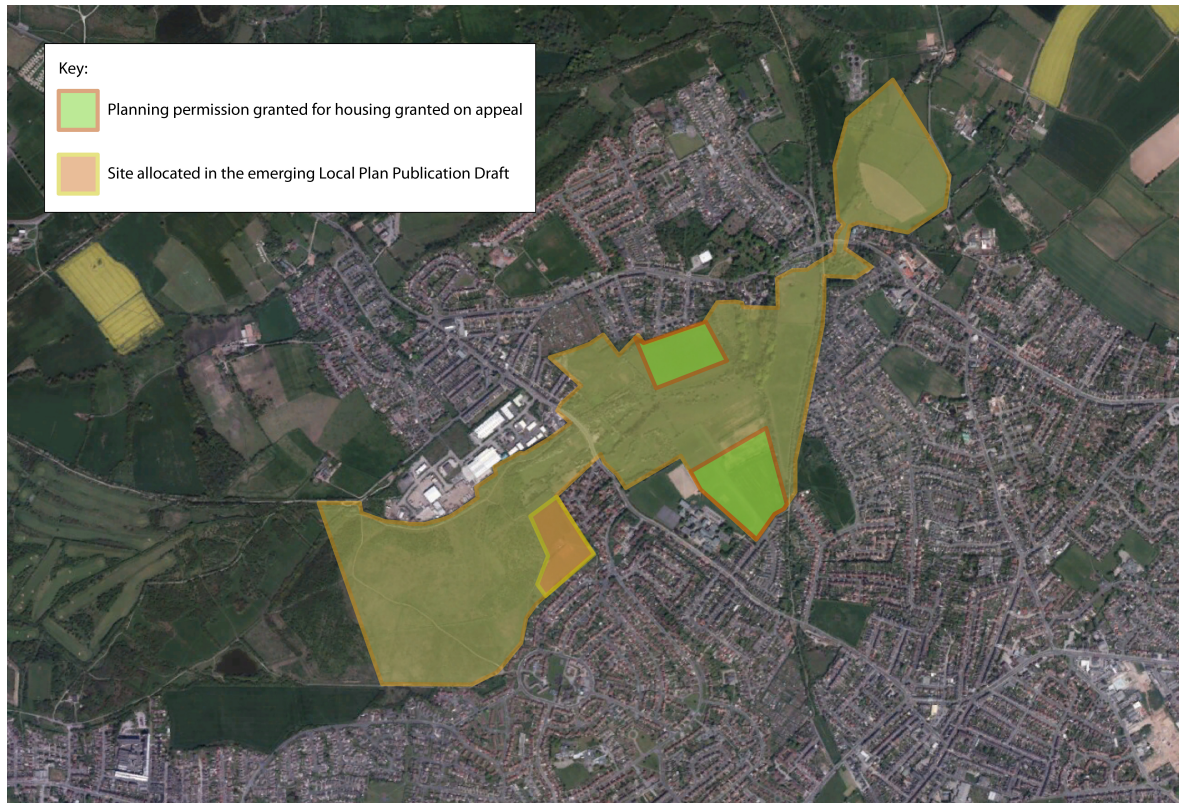 Key:
Planning permission granted for housing granted on appeal
Site allocated in the emerging Local Plan Publication Draft